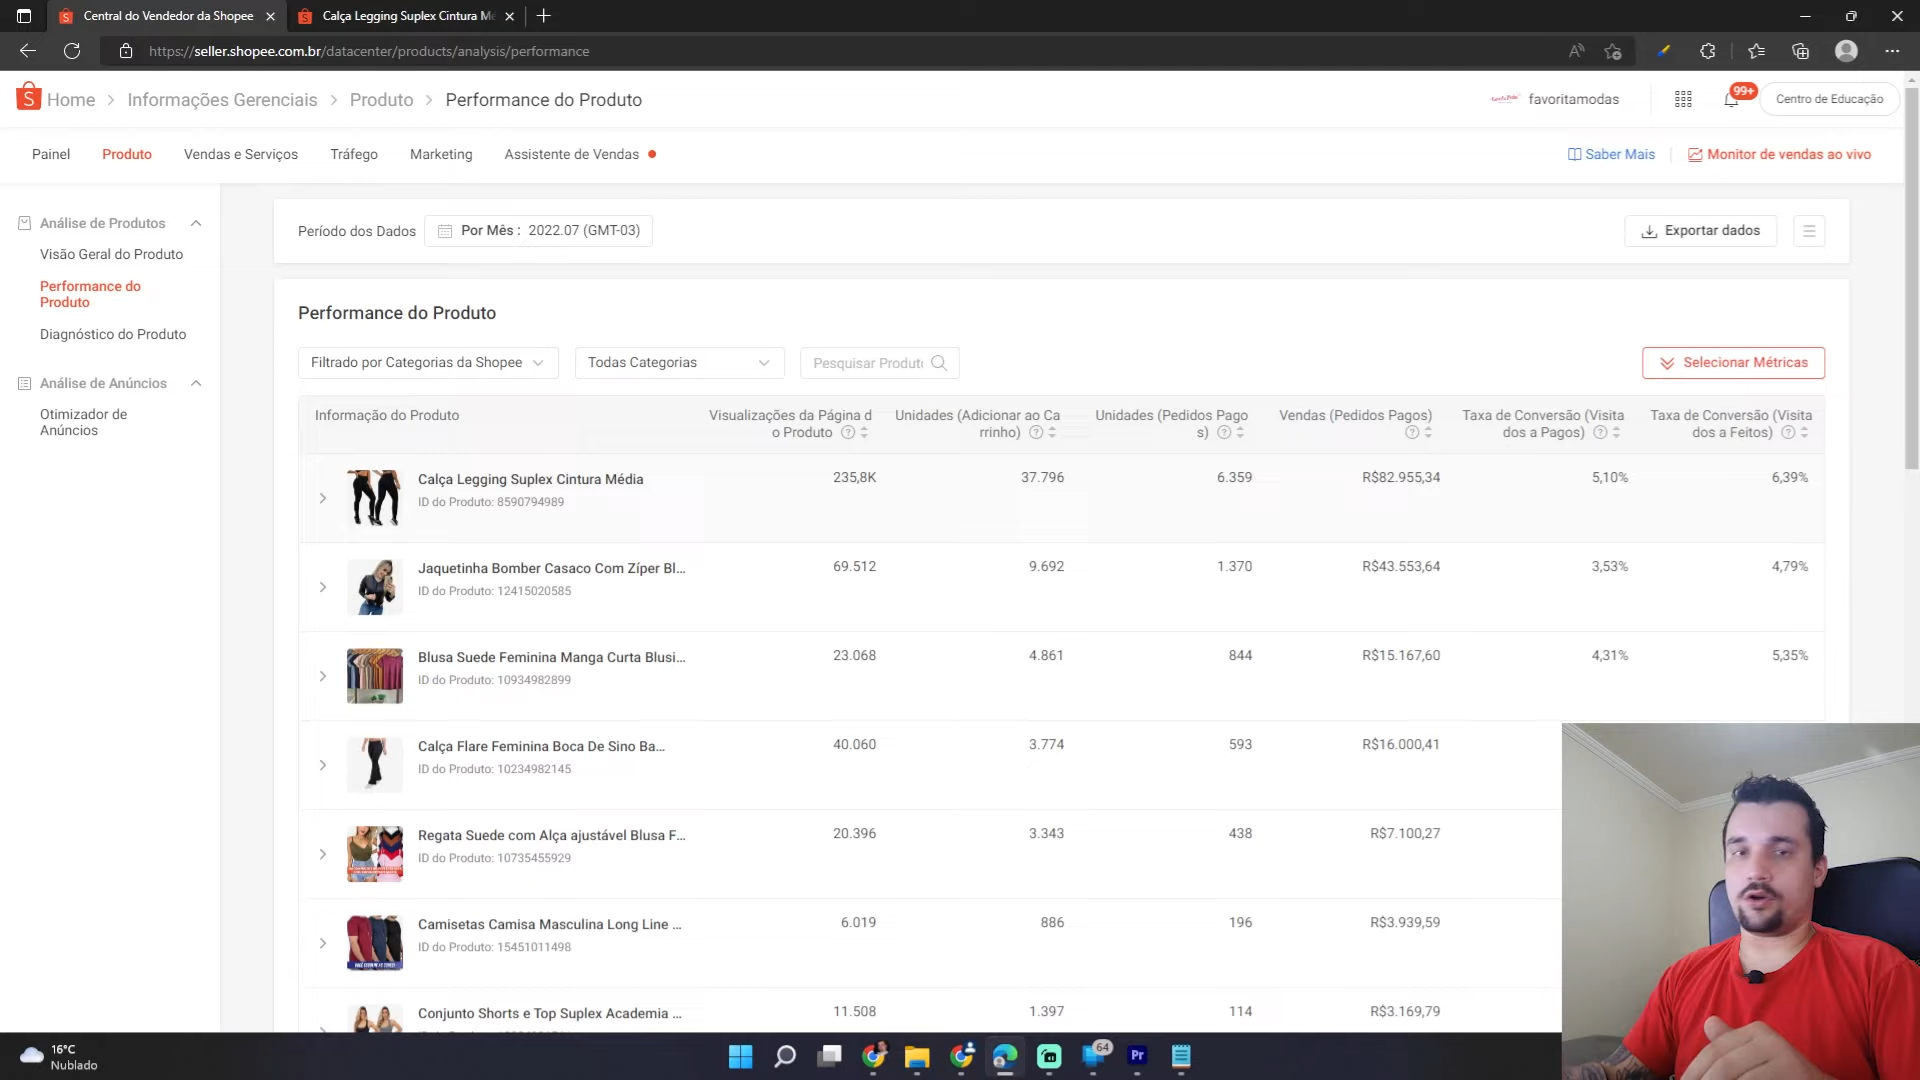 Central do Vendedor da Shopee
Calça Legging Suplex Cintura Mé
https://seller.shopee.com.br/datacenter/products/analysis/performance
Home > Informações Gerenciais > Produto > Performance do Produto
favoritamodas
99+
Centro de Educação
Painel
Produto
Vendas e Serviços
Tráfego
Marketing
Assistente de Vendas
Saber Mais
Monitor de vendas ao vivo
Análise de Produtos
Visão Geral do Produto
Performance do
Produto
Diagnóstico do Produto
Análise de Anúncios
Otimizador de
Anúncios
Período dos Dados
Por Mês : 2022.07 (GMT-03)
Exportar dados
Performance do Produto
Filtrado por Categorias da Shopee
Todas Categorias
Pesquisar Produt
Selecionar Métricas
Informação do Produto
Visualizações da Página d
o Produto
Unidades (Adicionar ao Ca
rrinho)
Unidades (Pedidos Pago
s)
Vendas (Pedidos Pagos)
Taxa de Conversão (Visita
dos a Pagos)
Taxa de Conversão (Visita
dos a Feitos)
Calça Legging Suplex Cintura Média
ID do Produto: 8590794989
235,8K
37.796
6.359
R$82.955,34
5,10%
6,39%
Jaquetinha Bomber Casaco Com Zíper Bl...
ID do Produto: 12415020585
69.512
9.692
1.370
R$43.553,64
3,53%
4,79%
Blusa Suede Feminina Manga Curta Blusi...
ID do Produto: 10934982899
23.068
4.861
844
R$15.167,60
4,31%
5,35%
Calça Flare Feminina Boca De Sino Ba...
ID do Produto: 10234982145
40.060
3.774
593
R$16.000,41
Regata Suede com Alça ajustável Blusa F...
ID do Produto: 10735455929
20.396
3.343
438
R$7.100,27
Camisetas Camisa Masculina Long Line ...
ID do Produto: 15451011498
6.019
886
196
R$3.939,59
Conjunto Shorts e Top Suplex Academia ...
11.508
1.397
114
R$3.169,79
16°C
Nublado
64
Pr